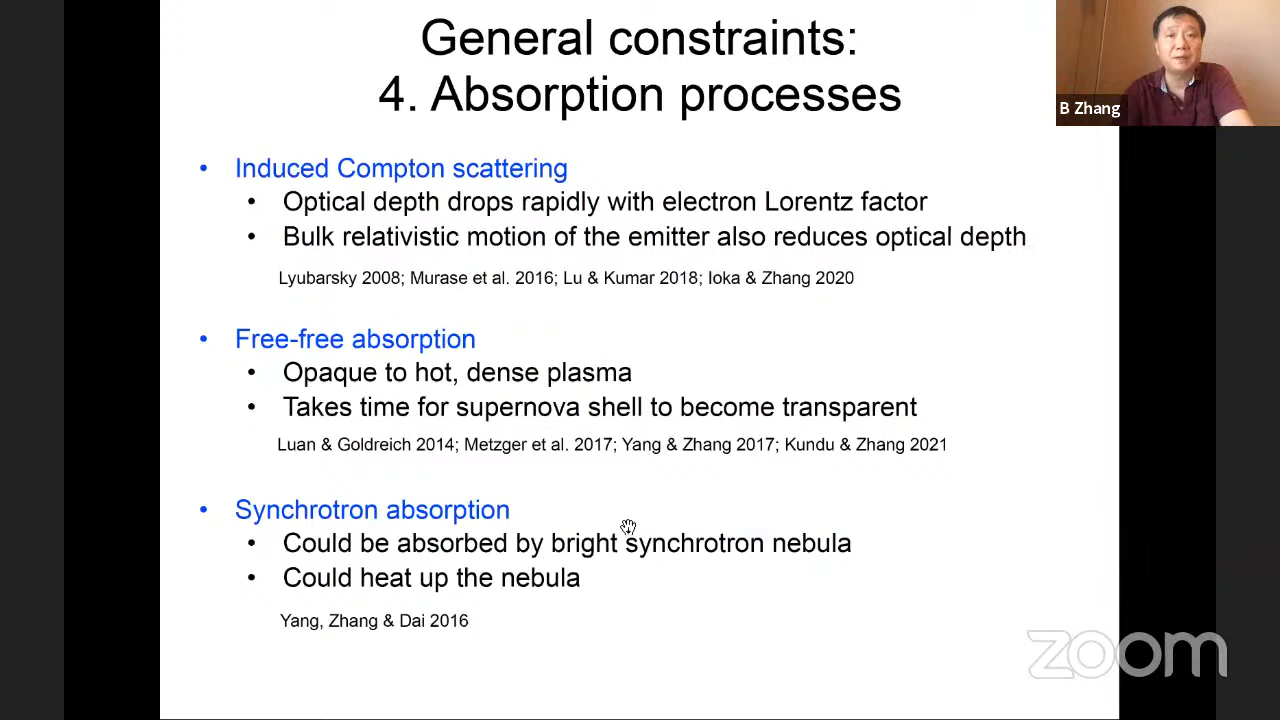 General constraints:
4. Absorption processes
B Zhang
• Induced Compton scattering
• Optical depth drops rapidly with electron Lorentz factor
• Bulk relativistic motion of the emitter also reduces optical depth
Lyubarsky 2008; Murase et al. 2016; Lu & Kumar 2018; Ioka & Zhang 2020
• Free-free absorption
• Opaque to hot, dense plasma
• Takes time for supernova shell to become transparent
Luan & Goldreich 2014; Metzger et al. 2017; Yang & Zhang 2017; Kundu & Zhang 2021
• Synchrotron absorption
• Could be absorbed by bright synchrotron nebula
• Could heat up the nebula
Yang, Zhang & Dai 2016
zoom